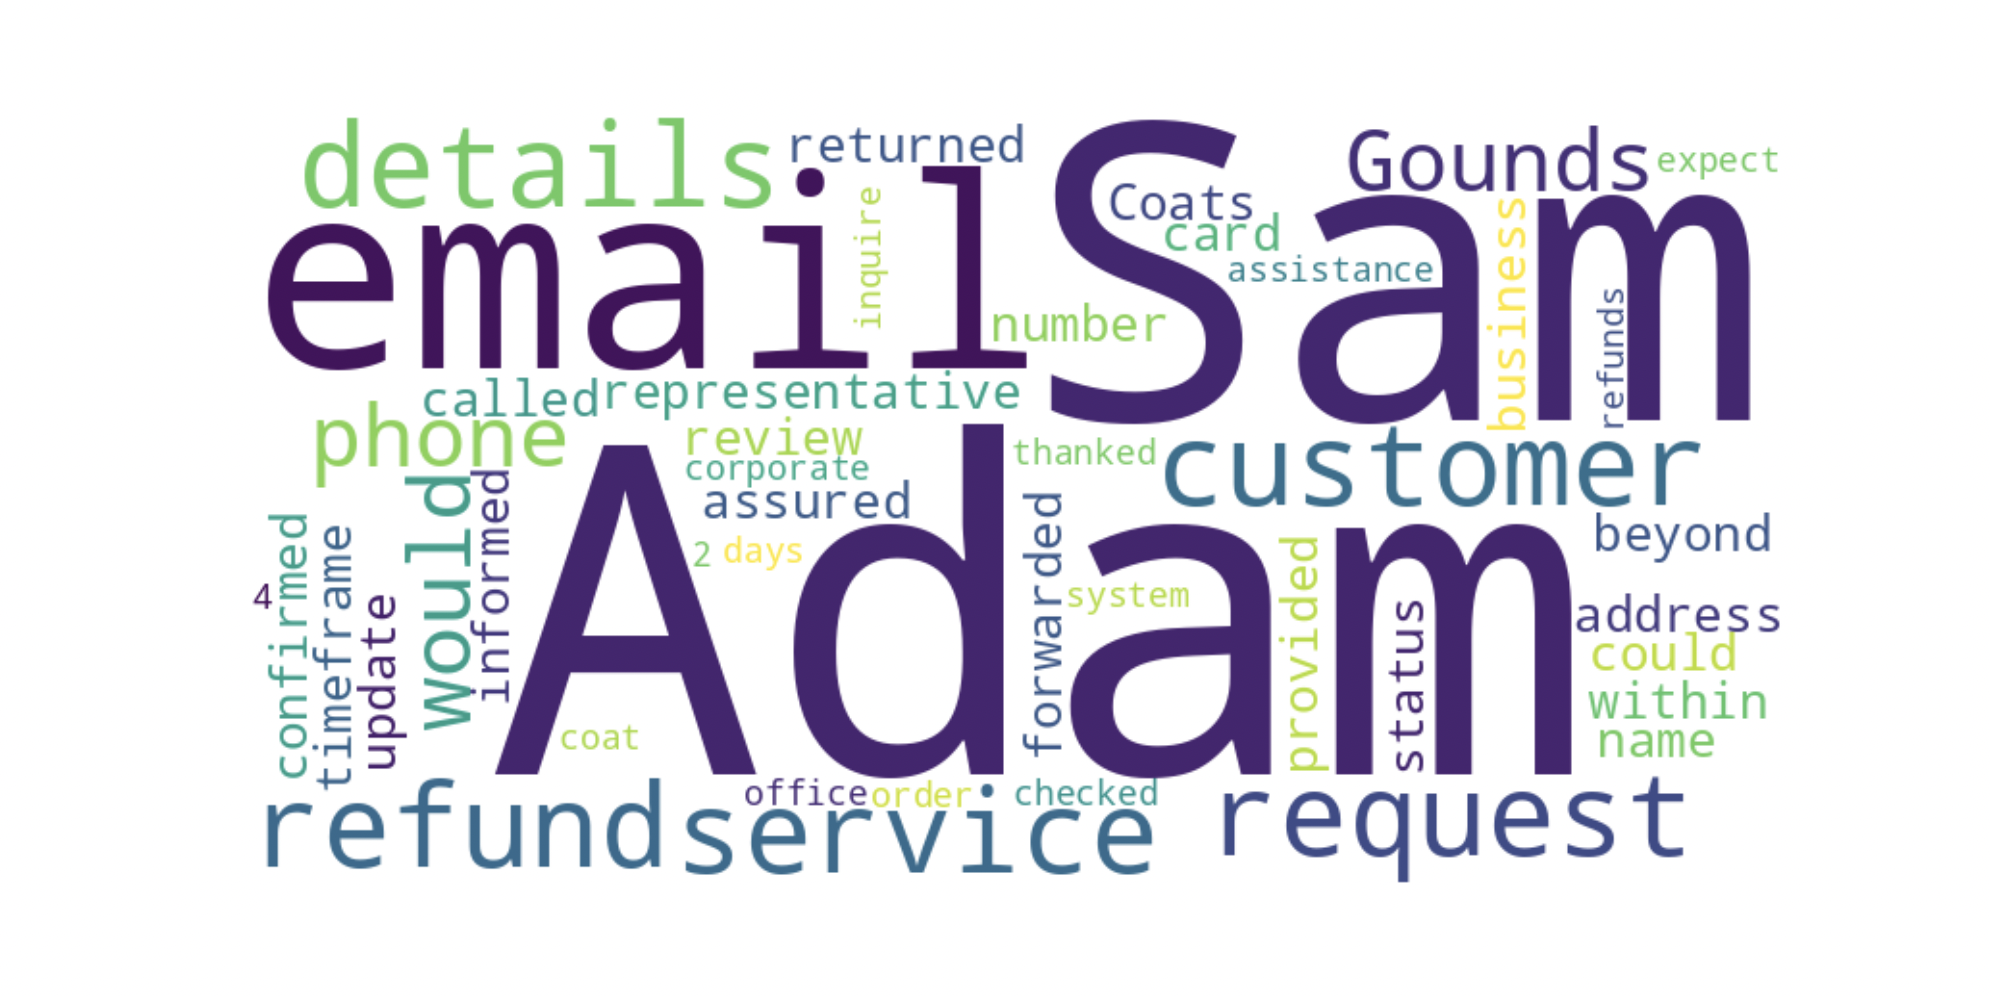 details
returned
Gounds
expect
email
inquire
Sam
Coats
card
assistance
number
business
refunds
called
representative
phone
review
corporate
thanked
customer
assured
would
informed
Adam
2
days
forwarded
system
provided
status
beyond
address
could
within
name
4
confirmed
timeframe
update
coat
refund
service
office
order
checked
request